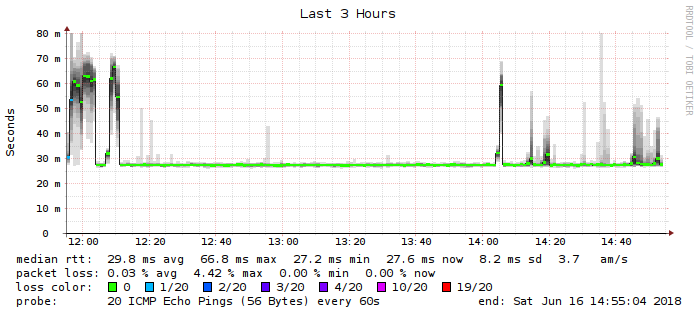 Last 3 Hours
RRDTOOL / TOBI OETIKER
Seconds
80 m
70 m
60 m
50 m
40 m
30 m
20 m
10 m
0
12:00 12:20 12:40 13:00 13:20 13:40 14:00 14:20 14:40
median rtt: 29.8 ms avg 66.8 ms max 27.2 ms min 27.6 ms now 8.2 ms sd 3.7 am/s
packet loss: 0.03 % avg 4.42 % max 0.00 % min 0.00 % now
loss color: 0 1/20 2/20 3/20 4/20 10/20 19/20
probe: 20 ICMP Echo Pings (56 Bytes) every 60s end: Sat Jun 16 14:55:04 2018